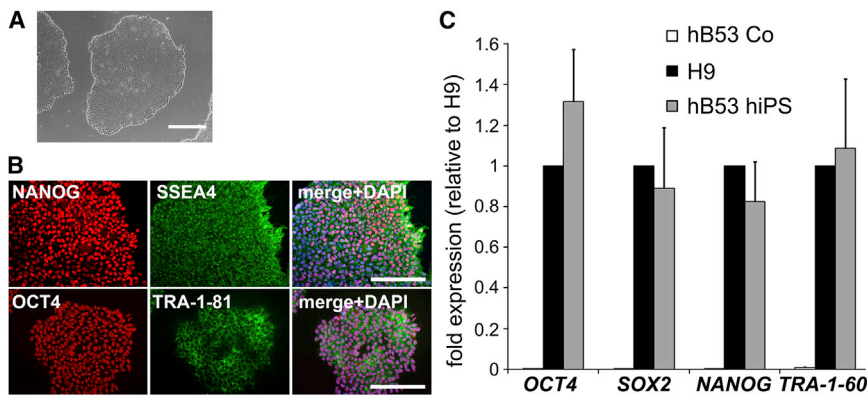 A
B
NANOG
SSEA4
merge+DAPI
OCT4
TRA-1-81
merge+DAPI
C
fold expression (relative to H9)
1.6
1.4
1.2
1
0.8
0.6
0.4
0.2
0
hB53 Co
H9
hB53 hiPS
OCT4 SOX2 NANOG TRA-1-60